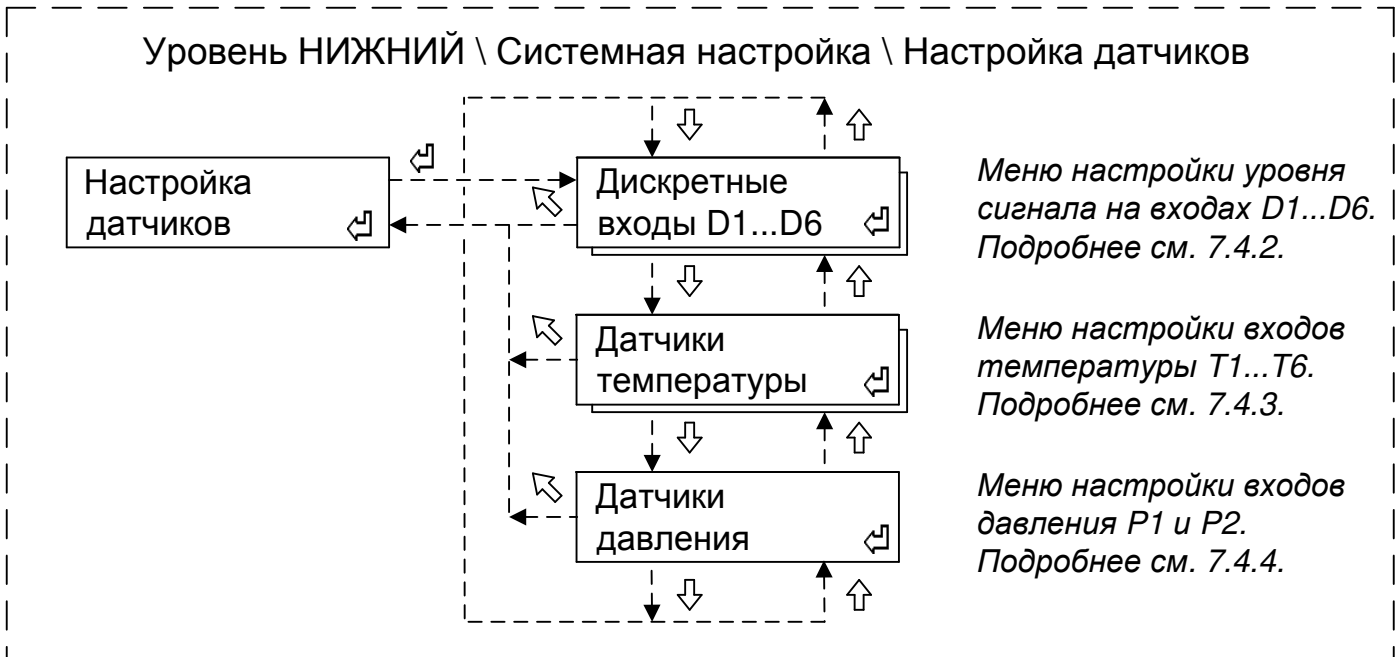 Уровень НИЖНИЙ \ Системная настройка \ Настройка датчиков
Настройка
датчиков
Дискретные
входы D1...D6
Меню настройки уровня
сигнала на входах D1...D6.
Подробнее см. 7.4.2.
Датчики
температуры
Меню настройки входов
температуры T1...T6.
Подробнее см. 7.4.3.
Датчики
давления
Меню настройки входов
давления P1 и P2.
Подробнее см. 7.4.4.